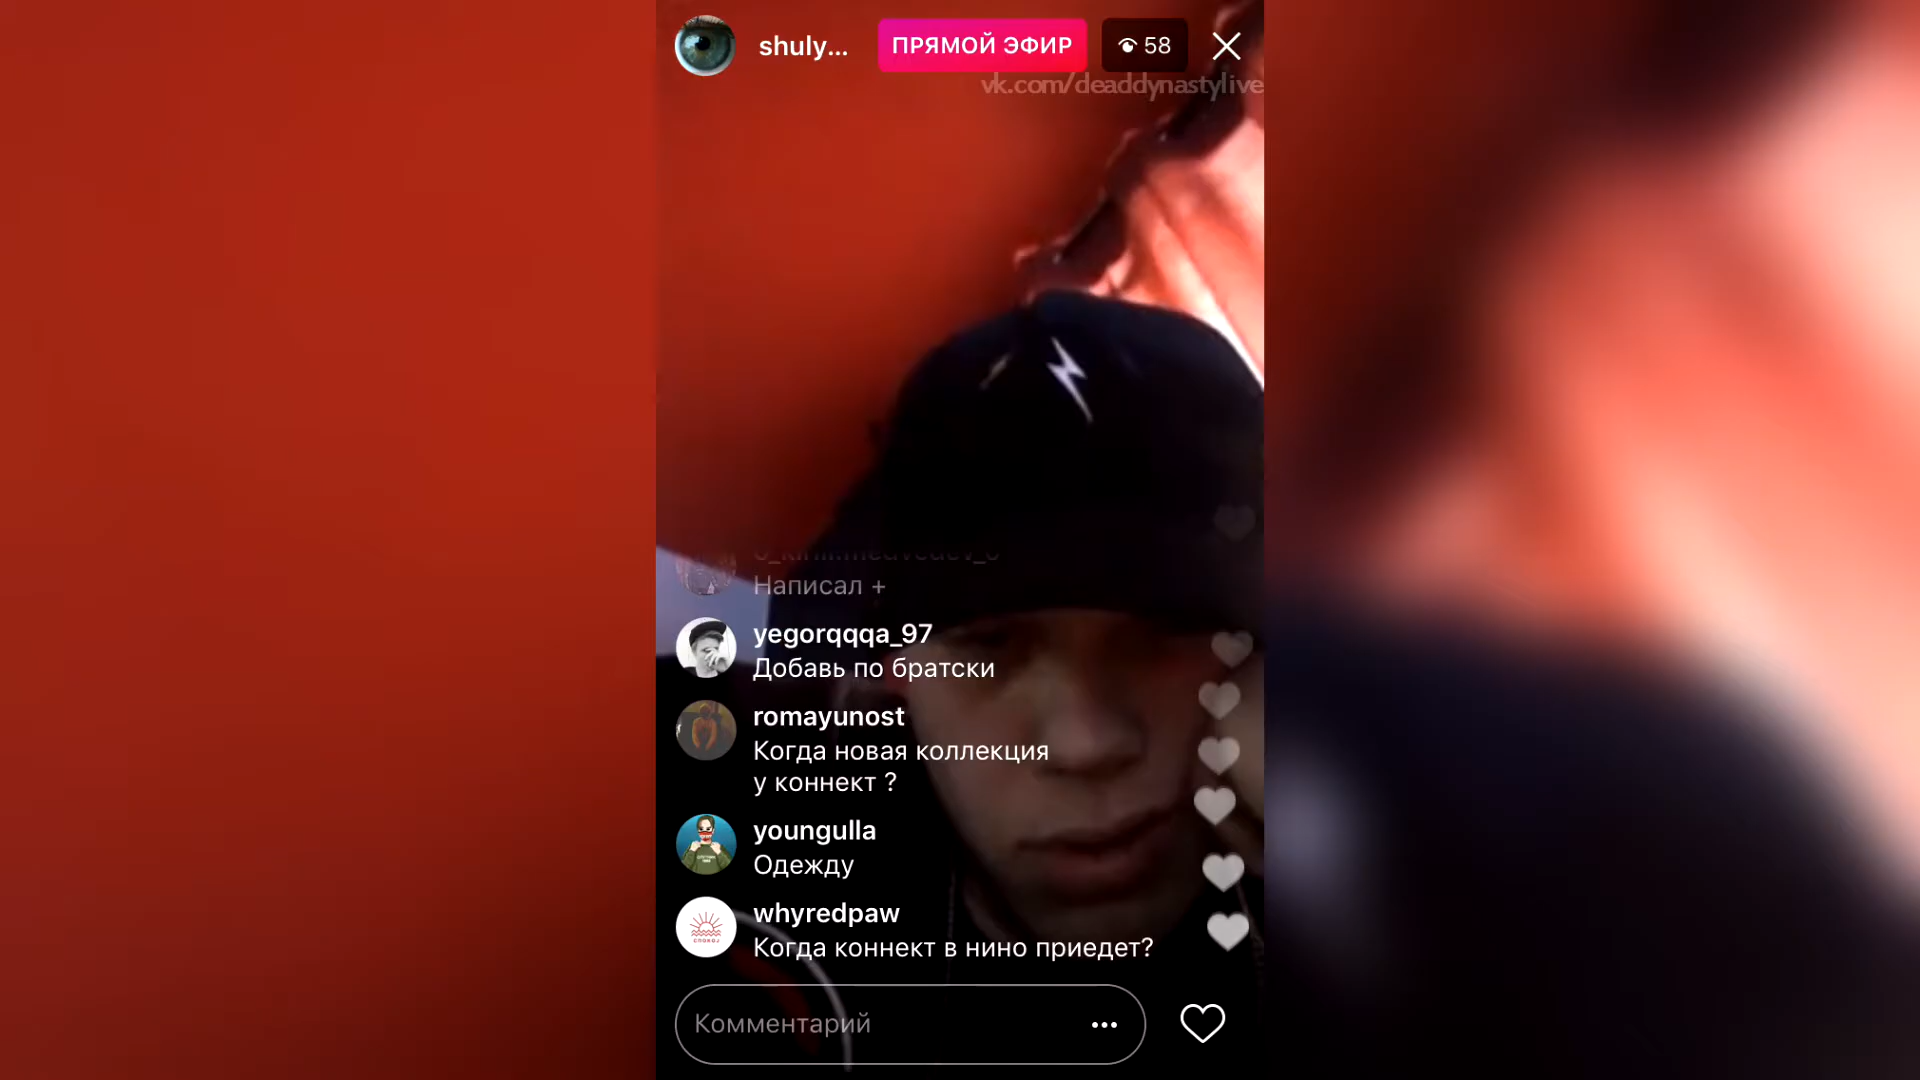 shuly...
ПРЯМОЙ ЭФИР
58
vk.com/deaddynastylive
Написал +
yegorqqqa_97
Добавь по братски
romayunost
Когда новая коллекция
у коннект ?
youngulla
Одежду
whyredpaw
Когда коннект в нино приедет?
Комментарий